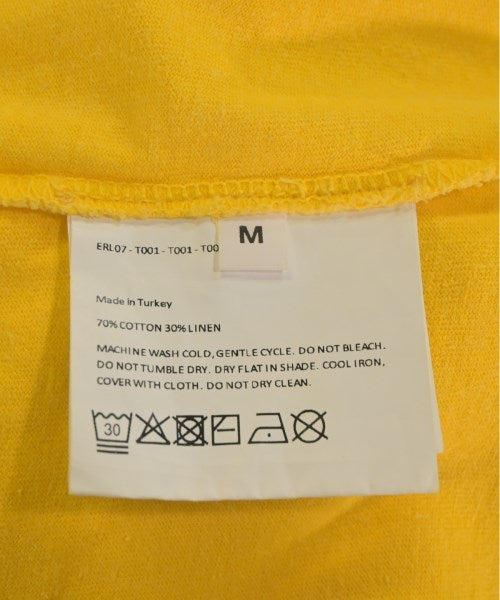 M
ERL07 - T001 - T001 - T00
Made in Turkey
70% COTTON 30% LINEN
MACHINE WASH COLD, GENTLE CYCLE. DO NOT BLEACH.
DO NOT TUMBLE DRY. DRY FLAT IN SHADE. COOL IRON,
COVER WITH CLOTH. DO NOT DRY CLEAN.
30